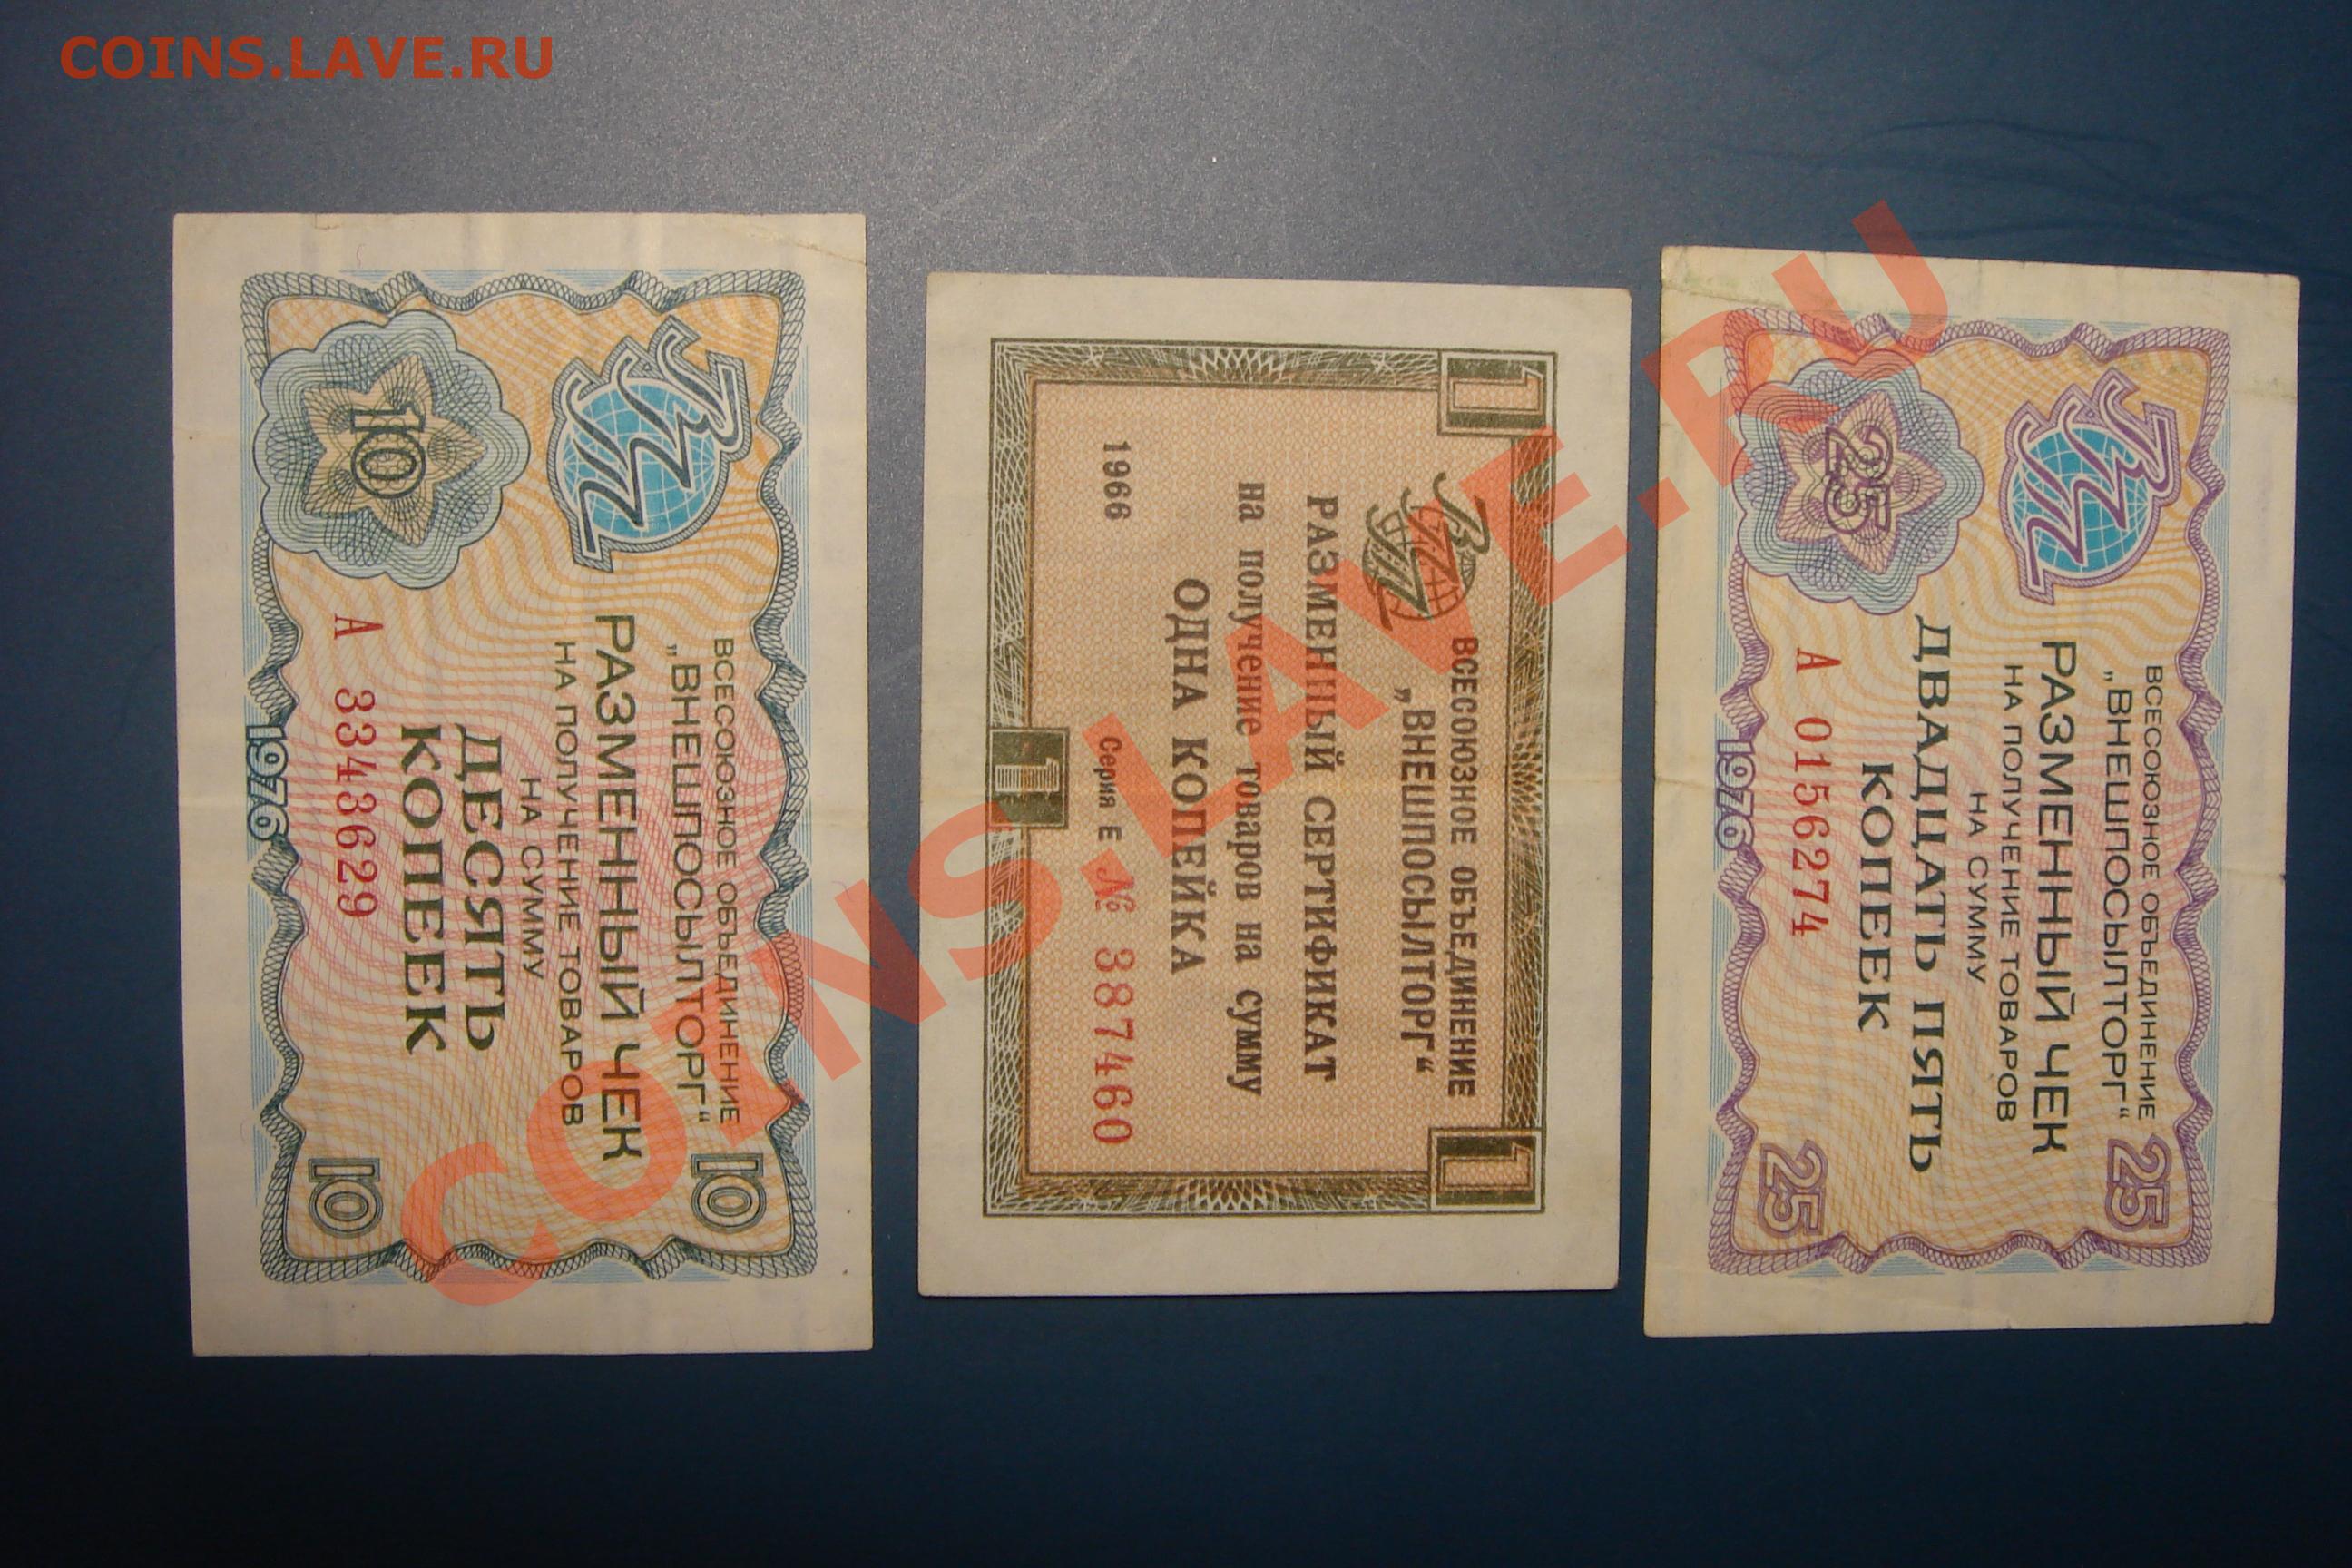 COINS.LAVE.RU
ВСЕСОЮЗНОЕ ОБЪЕДИНЕНИЕ
„ВНЕШПОСЫЛТОРГ“
РАЗМЕННЫЙ ЧЕК
НА ПОЛУЧЕНИЕ ТОВАРОВ
НА СУММУ
ДЕСЯТЬ
КОПЕЕК
А 3343629
1976
10
10
10
ВПТ
1
1
ВСЕСОЮЗНОЕ ОБЪЕДИНЕНИЕ
„ВНЕШПОСЫЛТОРГ“
РАЗМЕННЫЙ СЕРТИФИКАТ
на получение товаров на сумму
ОДНА КОПЕЙКА
1966 Серия Е № 387460
1
ВПТ
ВСЕСОЮЗНОЕ ОБЪЕДИНЕНИЕ
„ВНЕШПОСЫЛТОРГ“
РАЗМЕННЫЙ ЧЕК
НА ПОЛУЧЕНИЕ ТОВАРОВ
НА СУММУ
ДВАДЦАТЬ ПЯТЬ
КОПЕЕК
А 0156274
1976
25
25
25
ВПТ
COINS.LAVE.RU